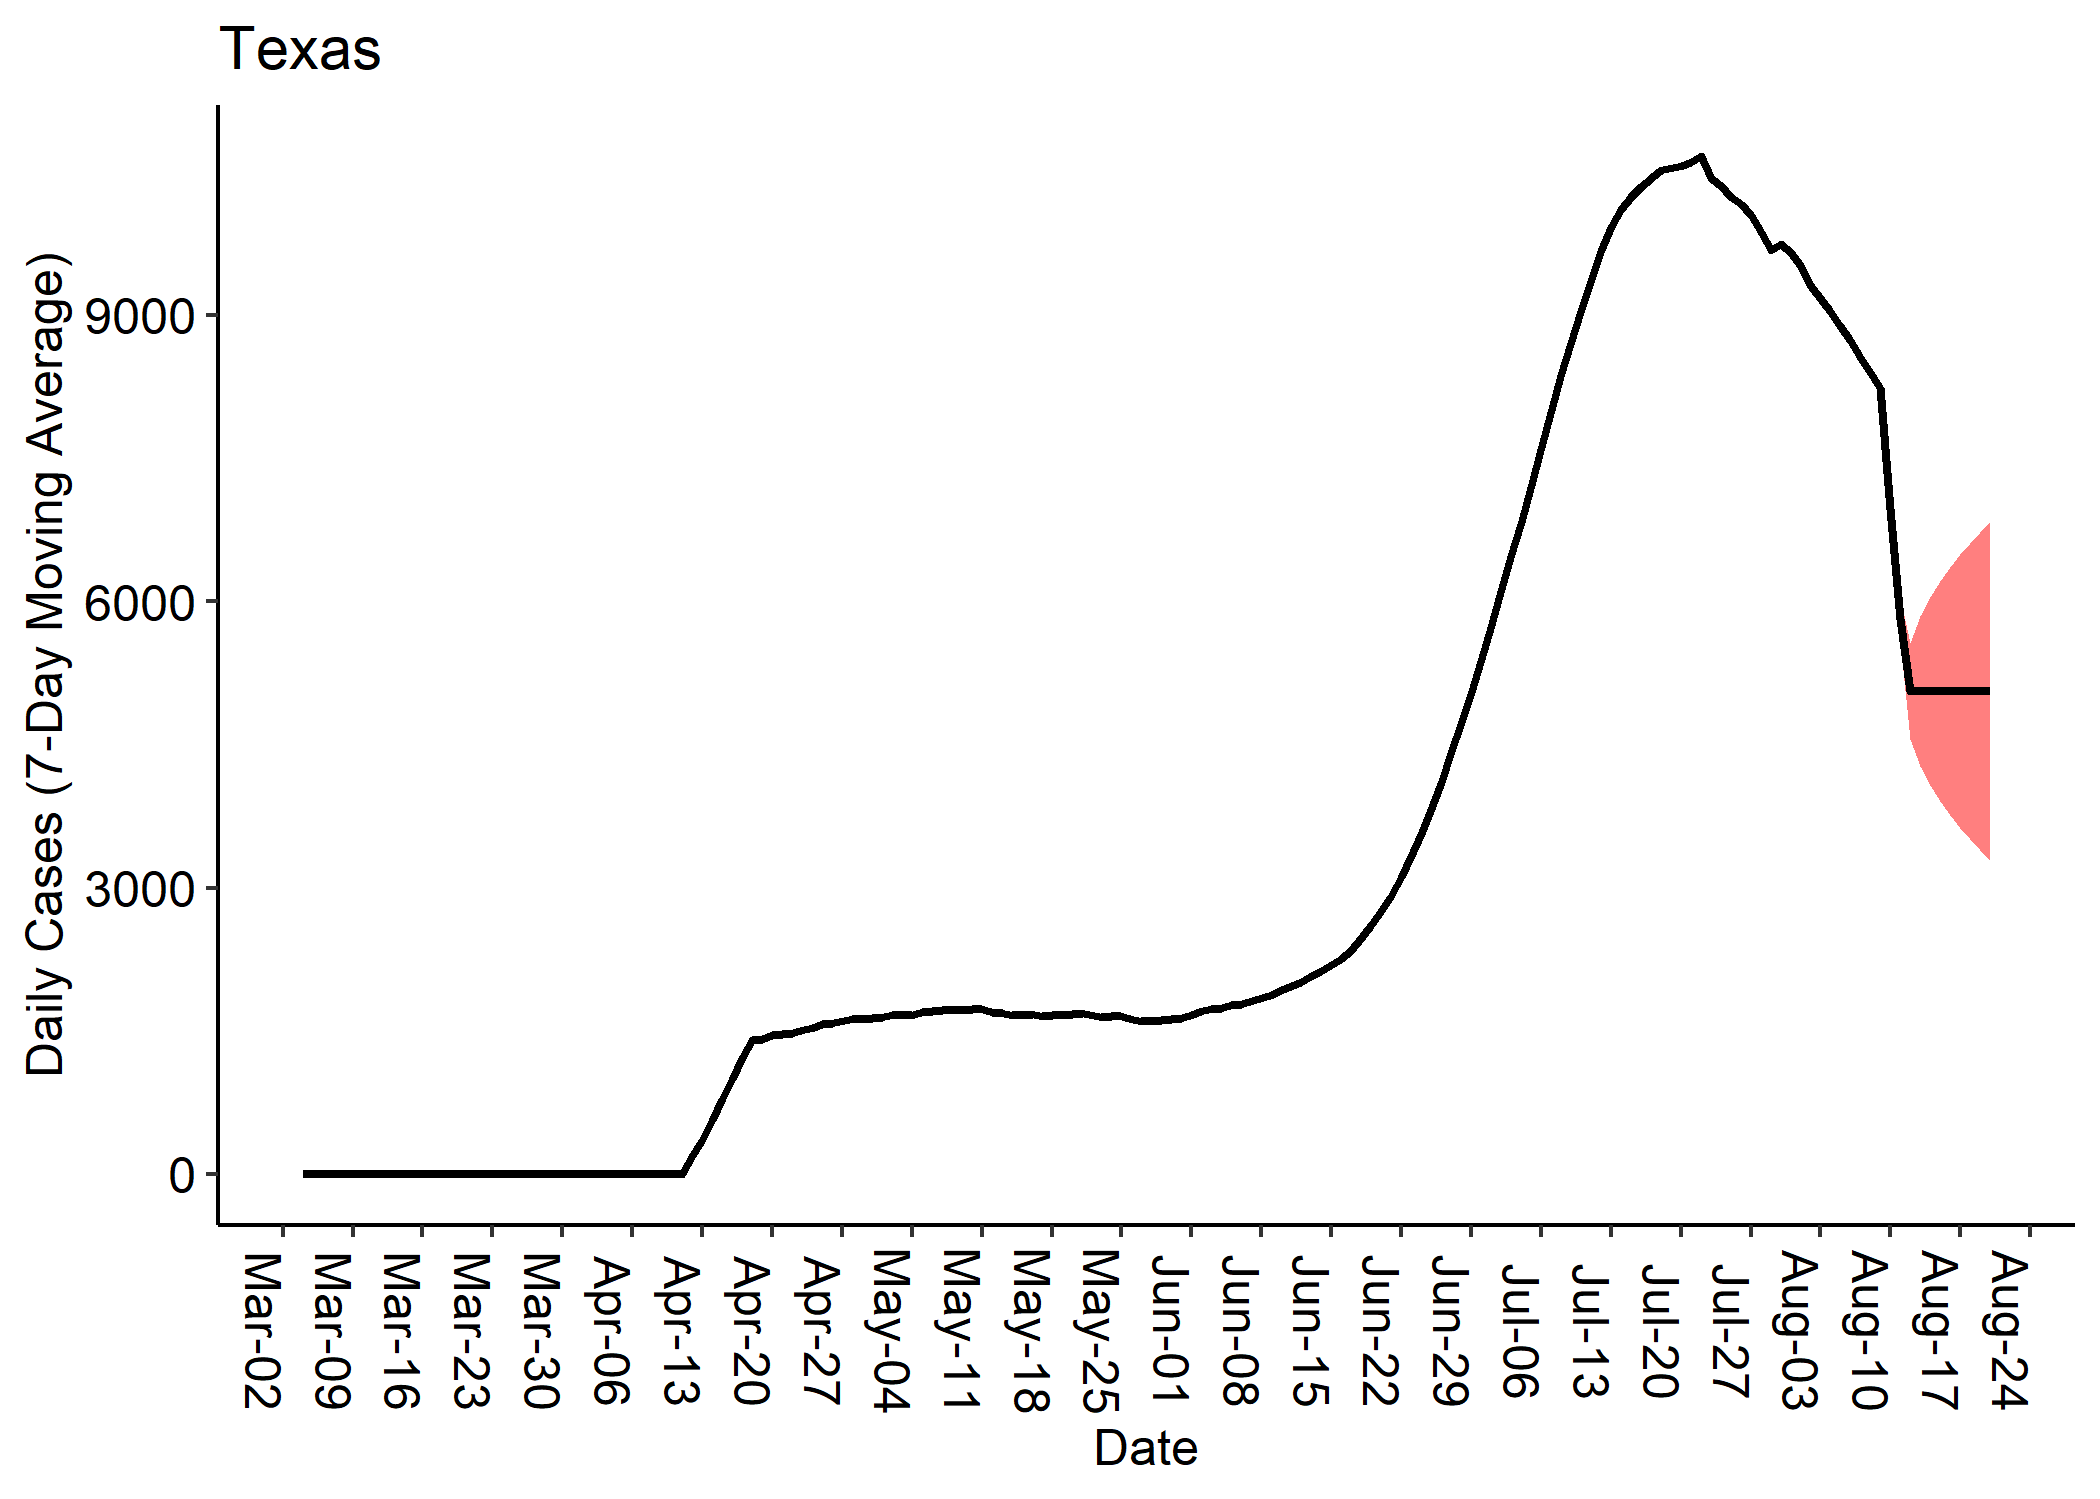 Texas
Daily Cases (7-Day Moving Average)
9000
6000
3000
0
Mar-02
Mar-09
Mar-16
Mar-23
Mar-30
Apr-06
Apr-13
Apr-20
Apr-27
May-04
May-11
May-18
May-25
Jun-01
Jun-08
Jun-15
Jun-22
Jun-29
Jul-06
Jul-13
Jul-20
Jul-27
Aug-03
Aug-10
Aug-17
Aug-24
Date